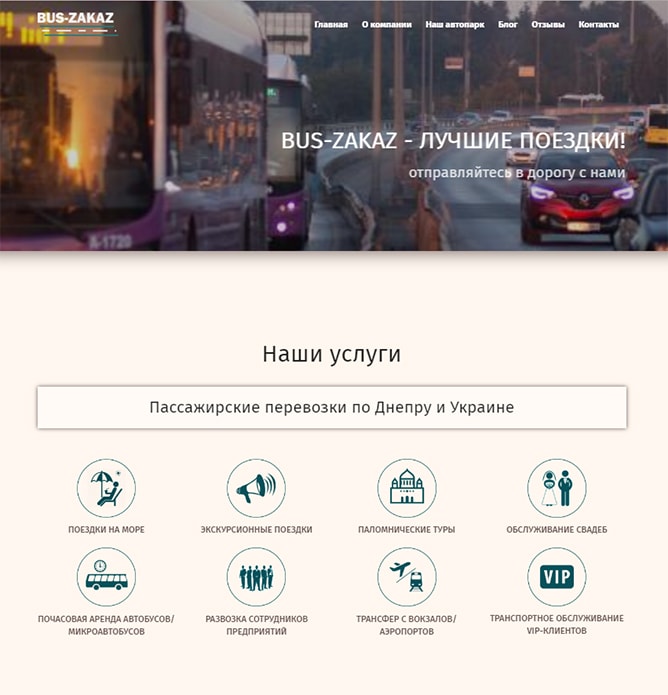 BUS-ZAKAZ
Главная О компании Наш автопарк Блог Отзывы Контакты
BUS-ZAKAZ - ЛУЧШИЕ ПОЕЗДКИ!
отправляйтесь в дорогу с нами
A-1720
Наши услуги
Пассажирские перевозки по Днепру и Украине
ПОЕЗДКИ НА МОРЕ
ЭКСКУРСИОННЫЕ ПОЕЗДКИ
ПАЛОМНИЧЕСКИЕ ТУРЫ
ОБСЛУЖИВАНИЕ СВАДЕБ
ПОЧАСОВАЯ АРЕНДА АВТОБУСОВ/
МИКРОАВТОБУСОВ
РАЗВОЗКА СОТРУДНИКОВ
ПРЕДПРИЯТИЙ
ТРАНСФЕР С ВОКЗАЛОВ/
АЭРОПОРТОВ
VIP
ТРАНСПОРТНОЕ ОБСЛУЖИВАНИЕ
VIP-КЛИЕНТОВ